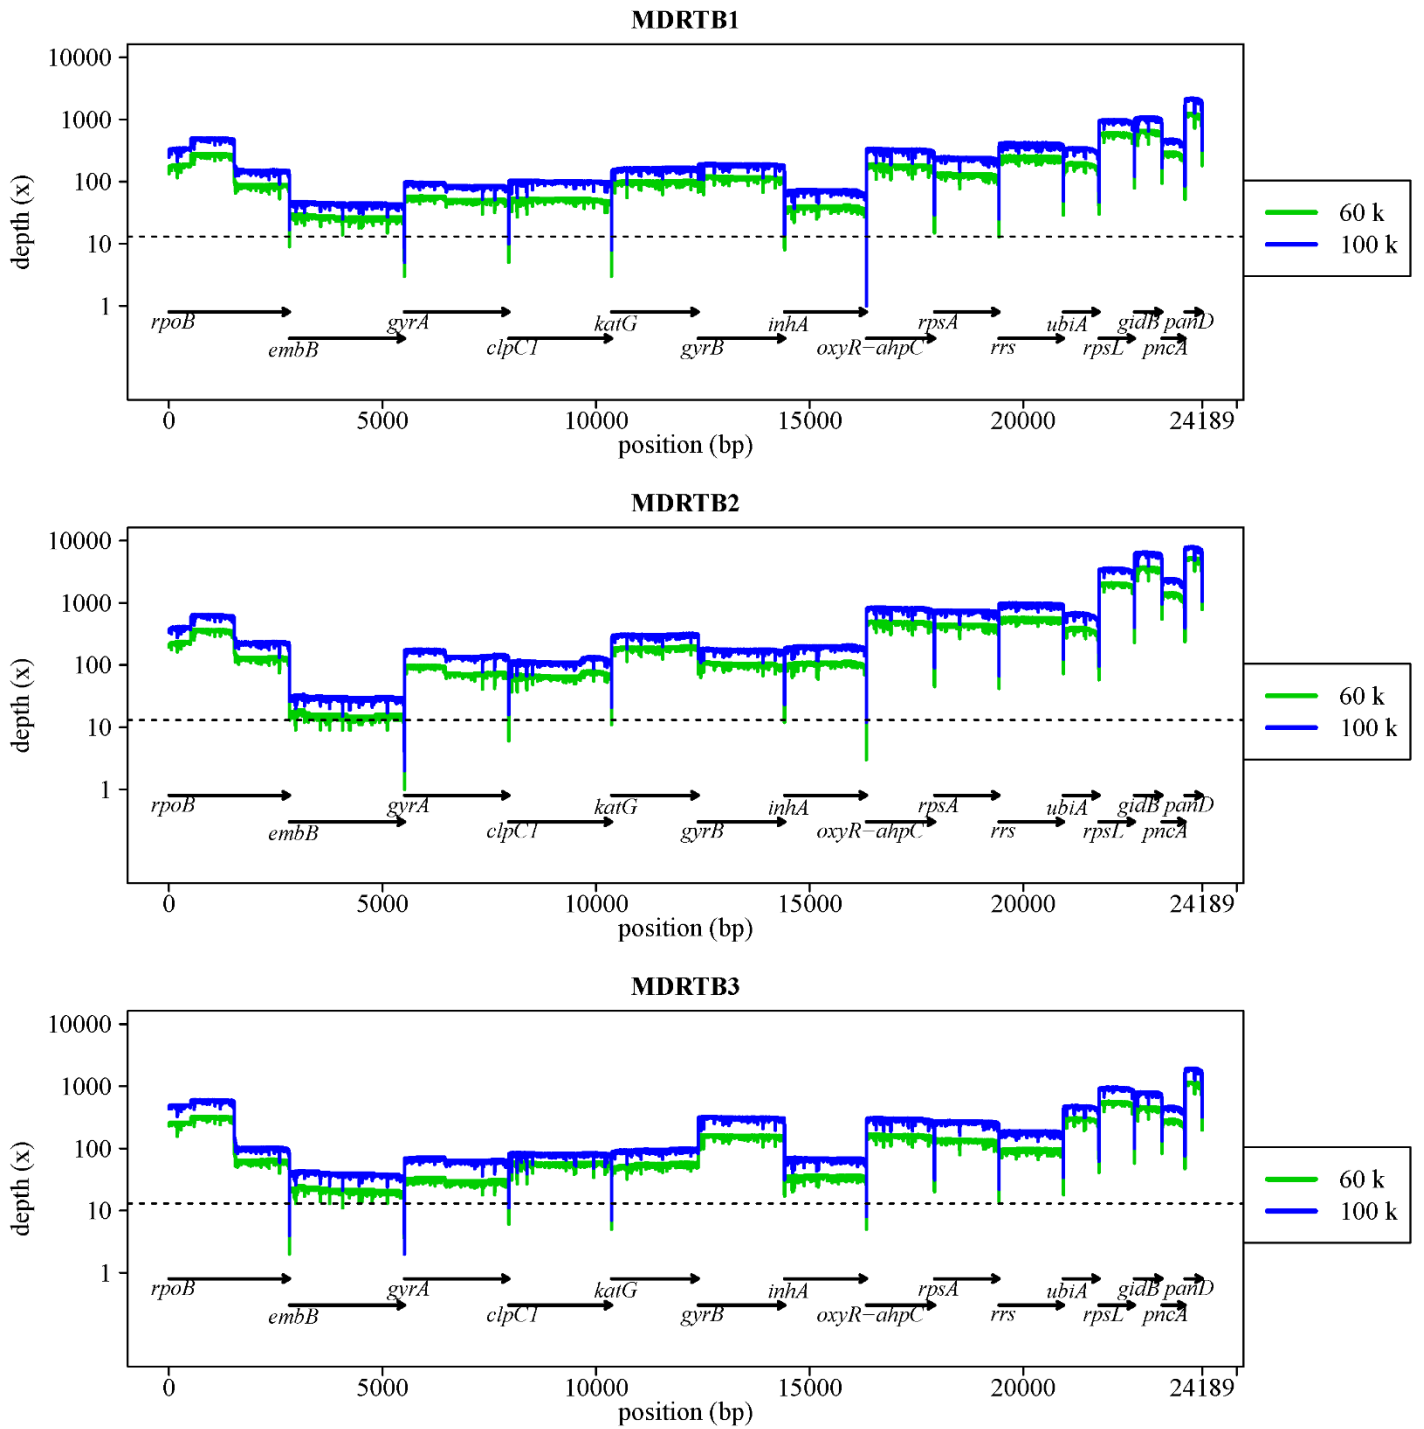 MDRTB1
10000
1000
100
10
1
depth (x)
60 k
100 k
rpoB gyrA katG inhA rpsA ubiA gidB panD
embB clpC1 gyrB oxyR−ahpC rrs rpsL pncA
0 5000 10000 15000 20000 24189
position (bp)
MDRTB2
10000
1000
100
10
1
depth (x)
60 k
100 k
rpoB gyrA katG inhA rpsA ubiA gidB panD
embB clpC1 gyrB oxyR−ahpC rrs rpsL pncA
0 5000 10000 15000 20000 24189
position (bp)
MDRTB3
10000
1000
100
10
1
depth (x)
60 k
100 k
rpoB gyrA katG inhA rpsA ubiA gidB panD
embB clpC1 gyrB oxyR−ahpC rrs rpsL pncA
0 5000 10000 15000 20000 24189
position (bp)